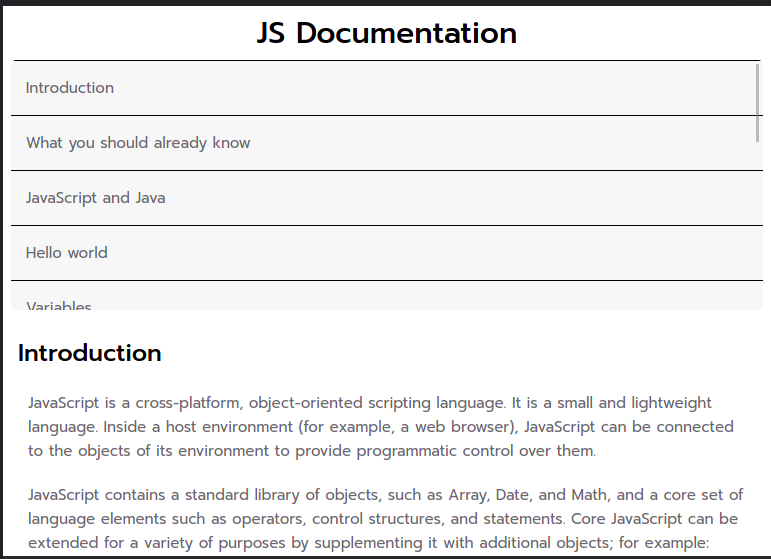 JS Documentation
Introduction
What you should already know
JavaScript and Java
Hello world
Variables
Introduction
JavaScript is a cross-platform, object-oriented scripting language. It is a small and lightweight
language. Inside a host environment (for example, a web browser), JavaScript can be connected
to the objects of its environment to provide programmatic control over them.
JavaScript contains a standard library of objects, such as Array, Date, and Math, and a core set of
language elements such as operators, control structures, and statements. Core JavaScript can be
extended for a variety of purposes by supplementing it with additional objects; for example: